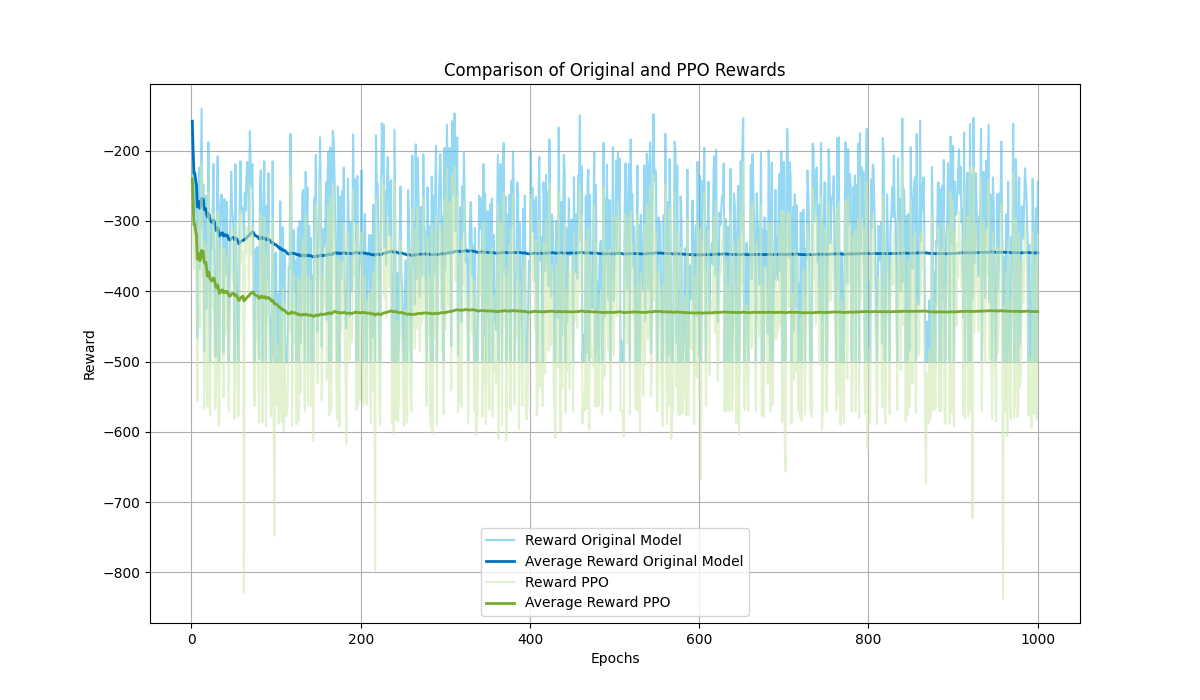 Comparison of Original and PPO Rewards
Reward
−200
−300
−400
−500
−600
−700
−800
Reward Original Model
Average Reward Original Model
Reward PPO
Average Reward PPO
0
200
400
600
800
1000
Epochs